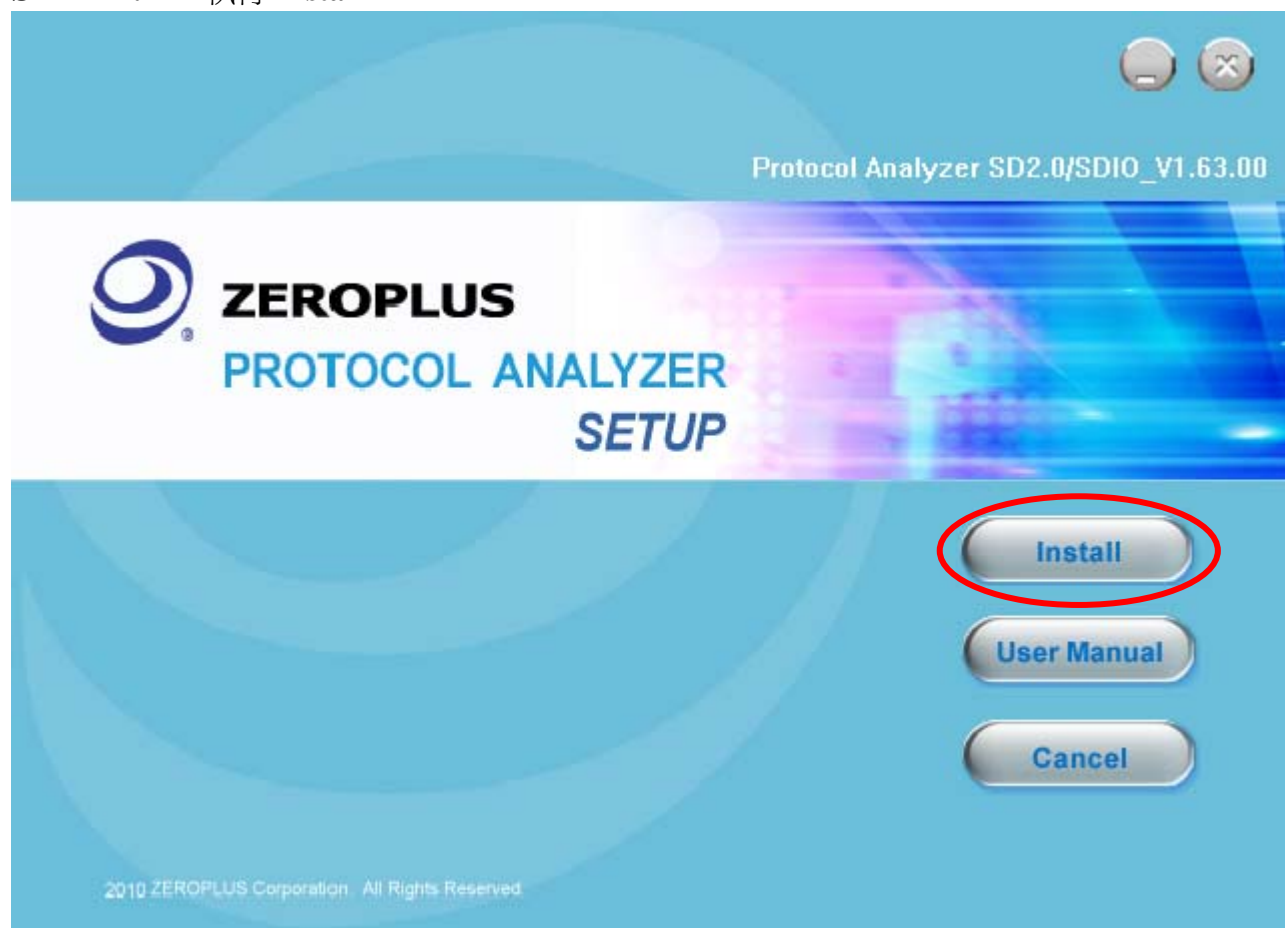 Protocol Analyzer SD2.0/SDIO_V1.63.00
ZEROPLUS
®
PROTOCOL ANALYZER
SETUP
Install
User Manual
Cancel
2010 ZEROPLUS Corporation. All Rights Reserved.